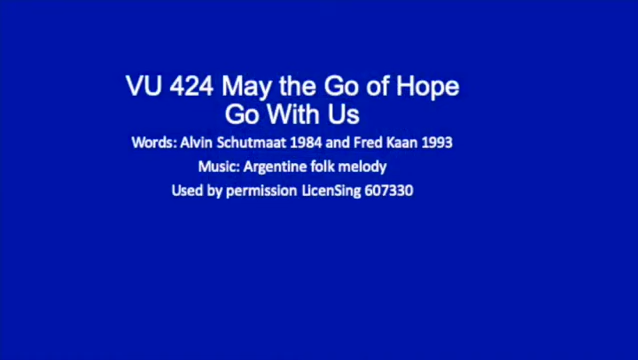 VU 424 May the Go of Hope
Go With Us
Words: Alvin Schutmaat 1984 and Fred Kaan 1993
Music: Argentine folk melody
Used by permission LicenSing 607330